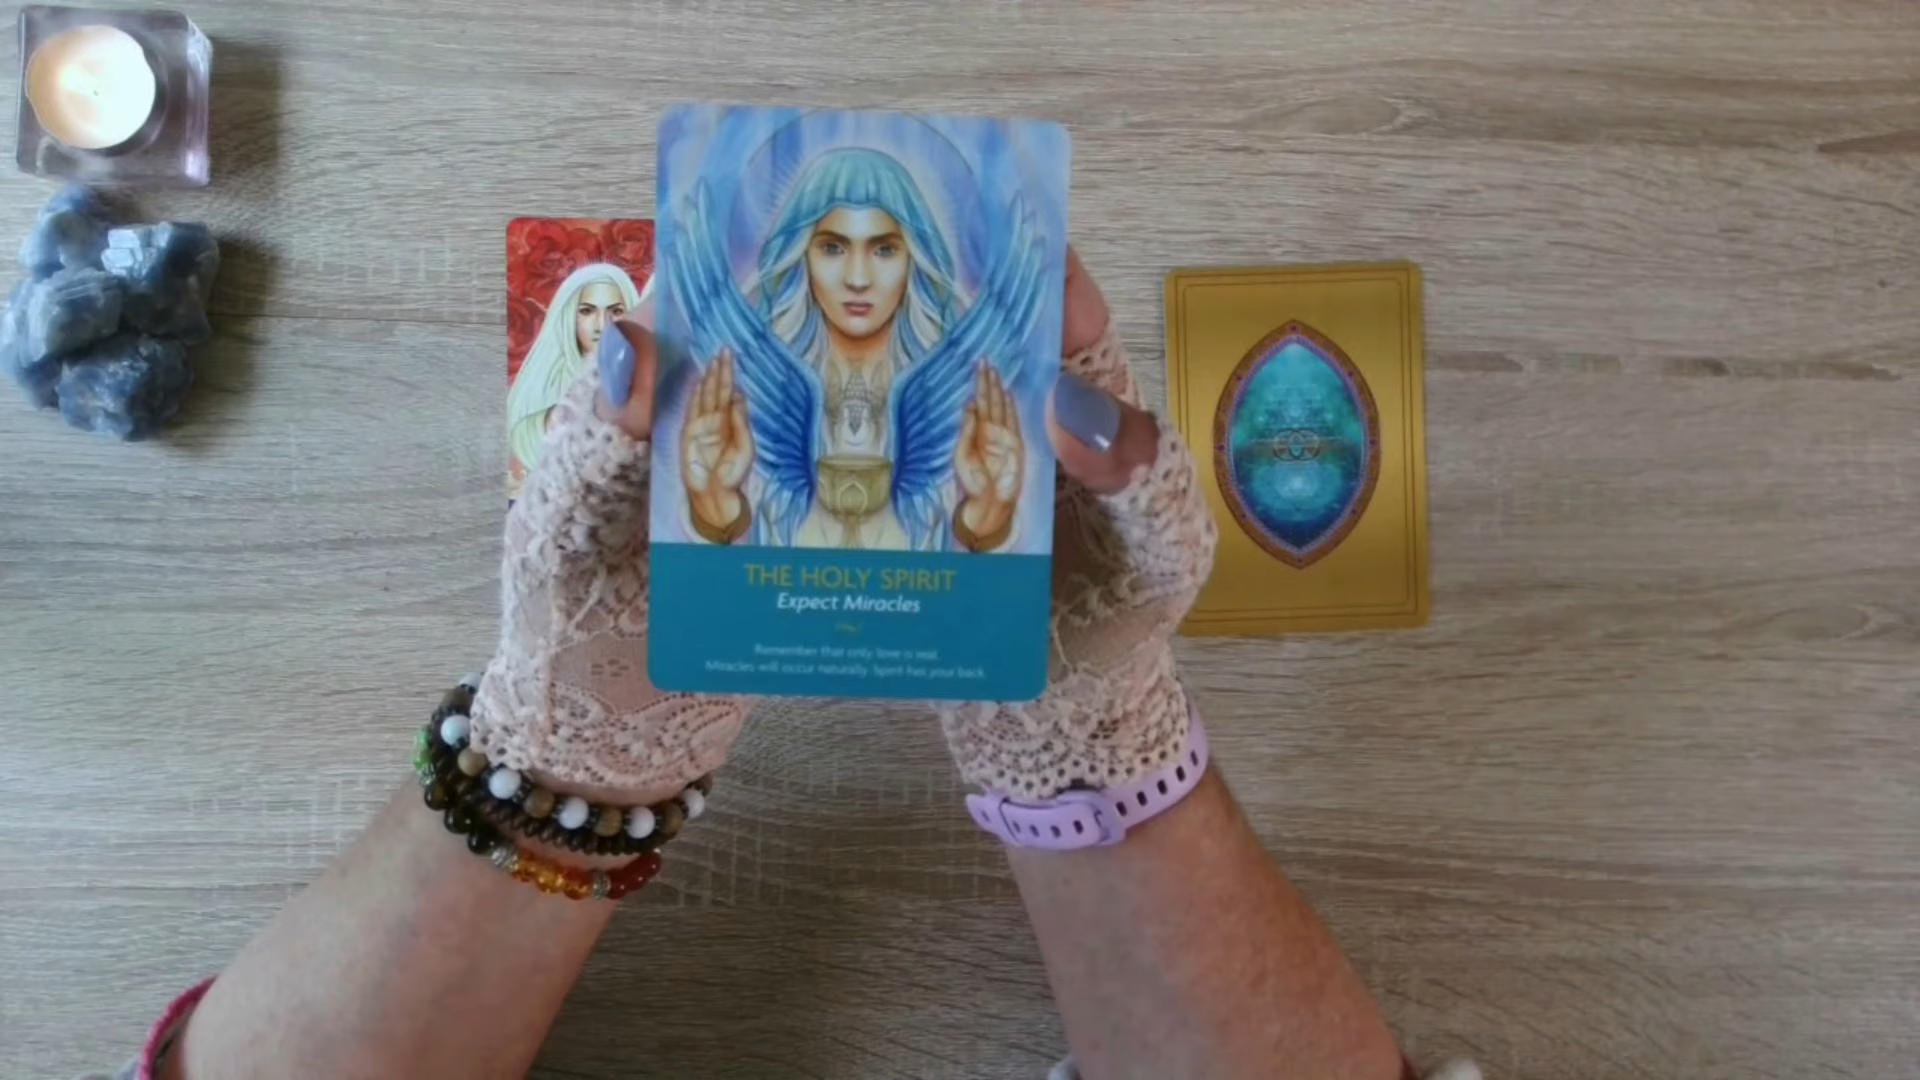 THE HOLY SPIRIT
Expect Miracles
Remember that only love is real.
Miracles will occur naturally. Spirit has your back.